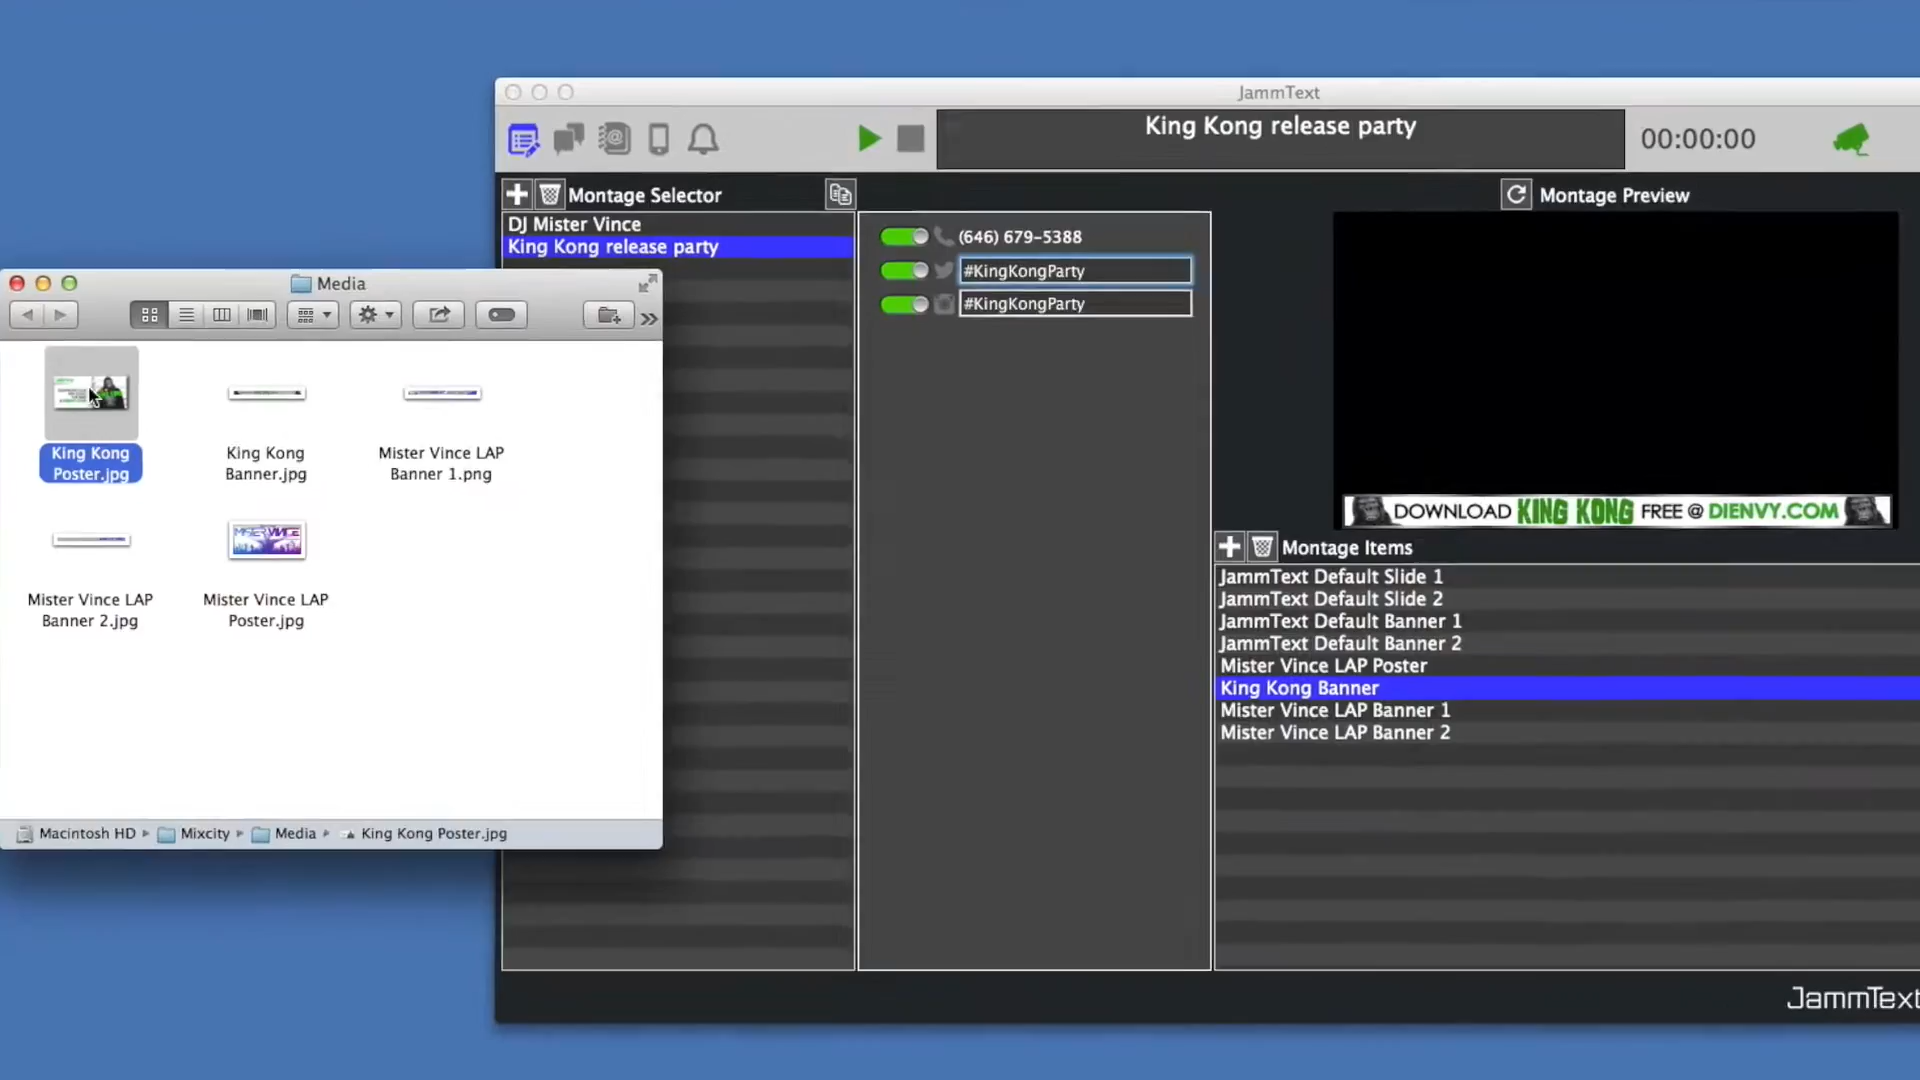 JammText
King Kong release party
00:00:00
Montage Selector
Montage Preview
DJ Mister Vince
King Kong release party
(646) 679-5388
#KingKongParty
#KingKongParty
Media
King Kong
Poster.jpg
King Kong
Banner.jpg
Mister Vince LAP
Banner 1.png
Mister Vince LAP
Banner 2.jpg
MISTER VINCE
Mister Vince LAP
Poster.jpg
Macintosh HD
Mixcity
Media
King Kong Poster.jpg
DOWNLOAD KING KONG FREE @ DJENVY.COM
Montage Items
JammText Default Slide 1
JammText Default Slide 2
JammText Default Banner 1
JammText Default Banner 2
Mister Vince LAP Poster
King Kong Banner
Mister Vince LAP Banner 1
Mister Vince LAP Banner 2
JammText